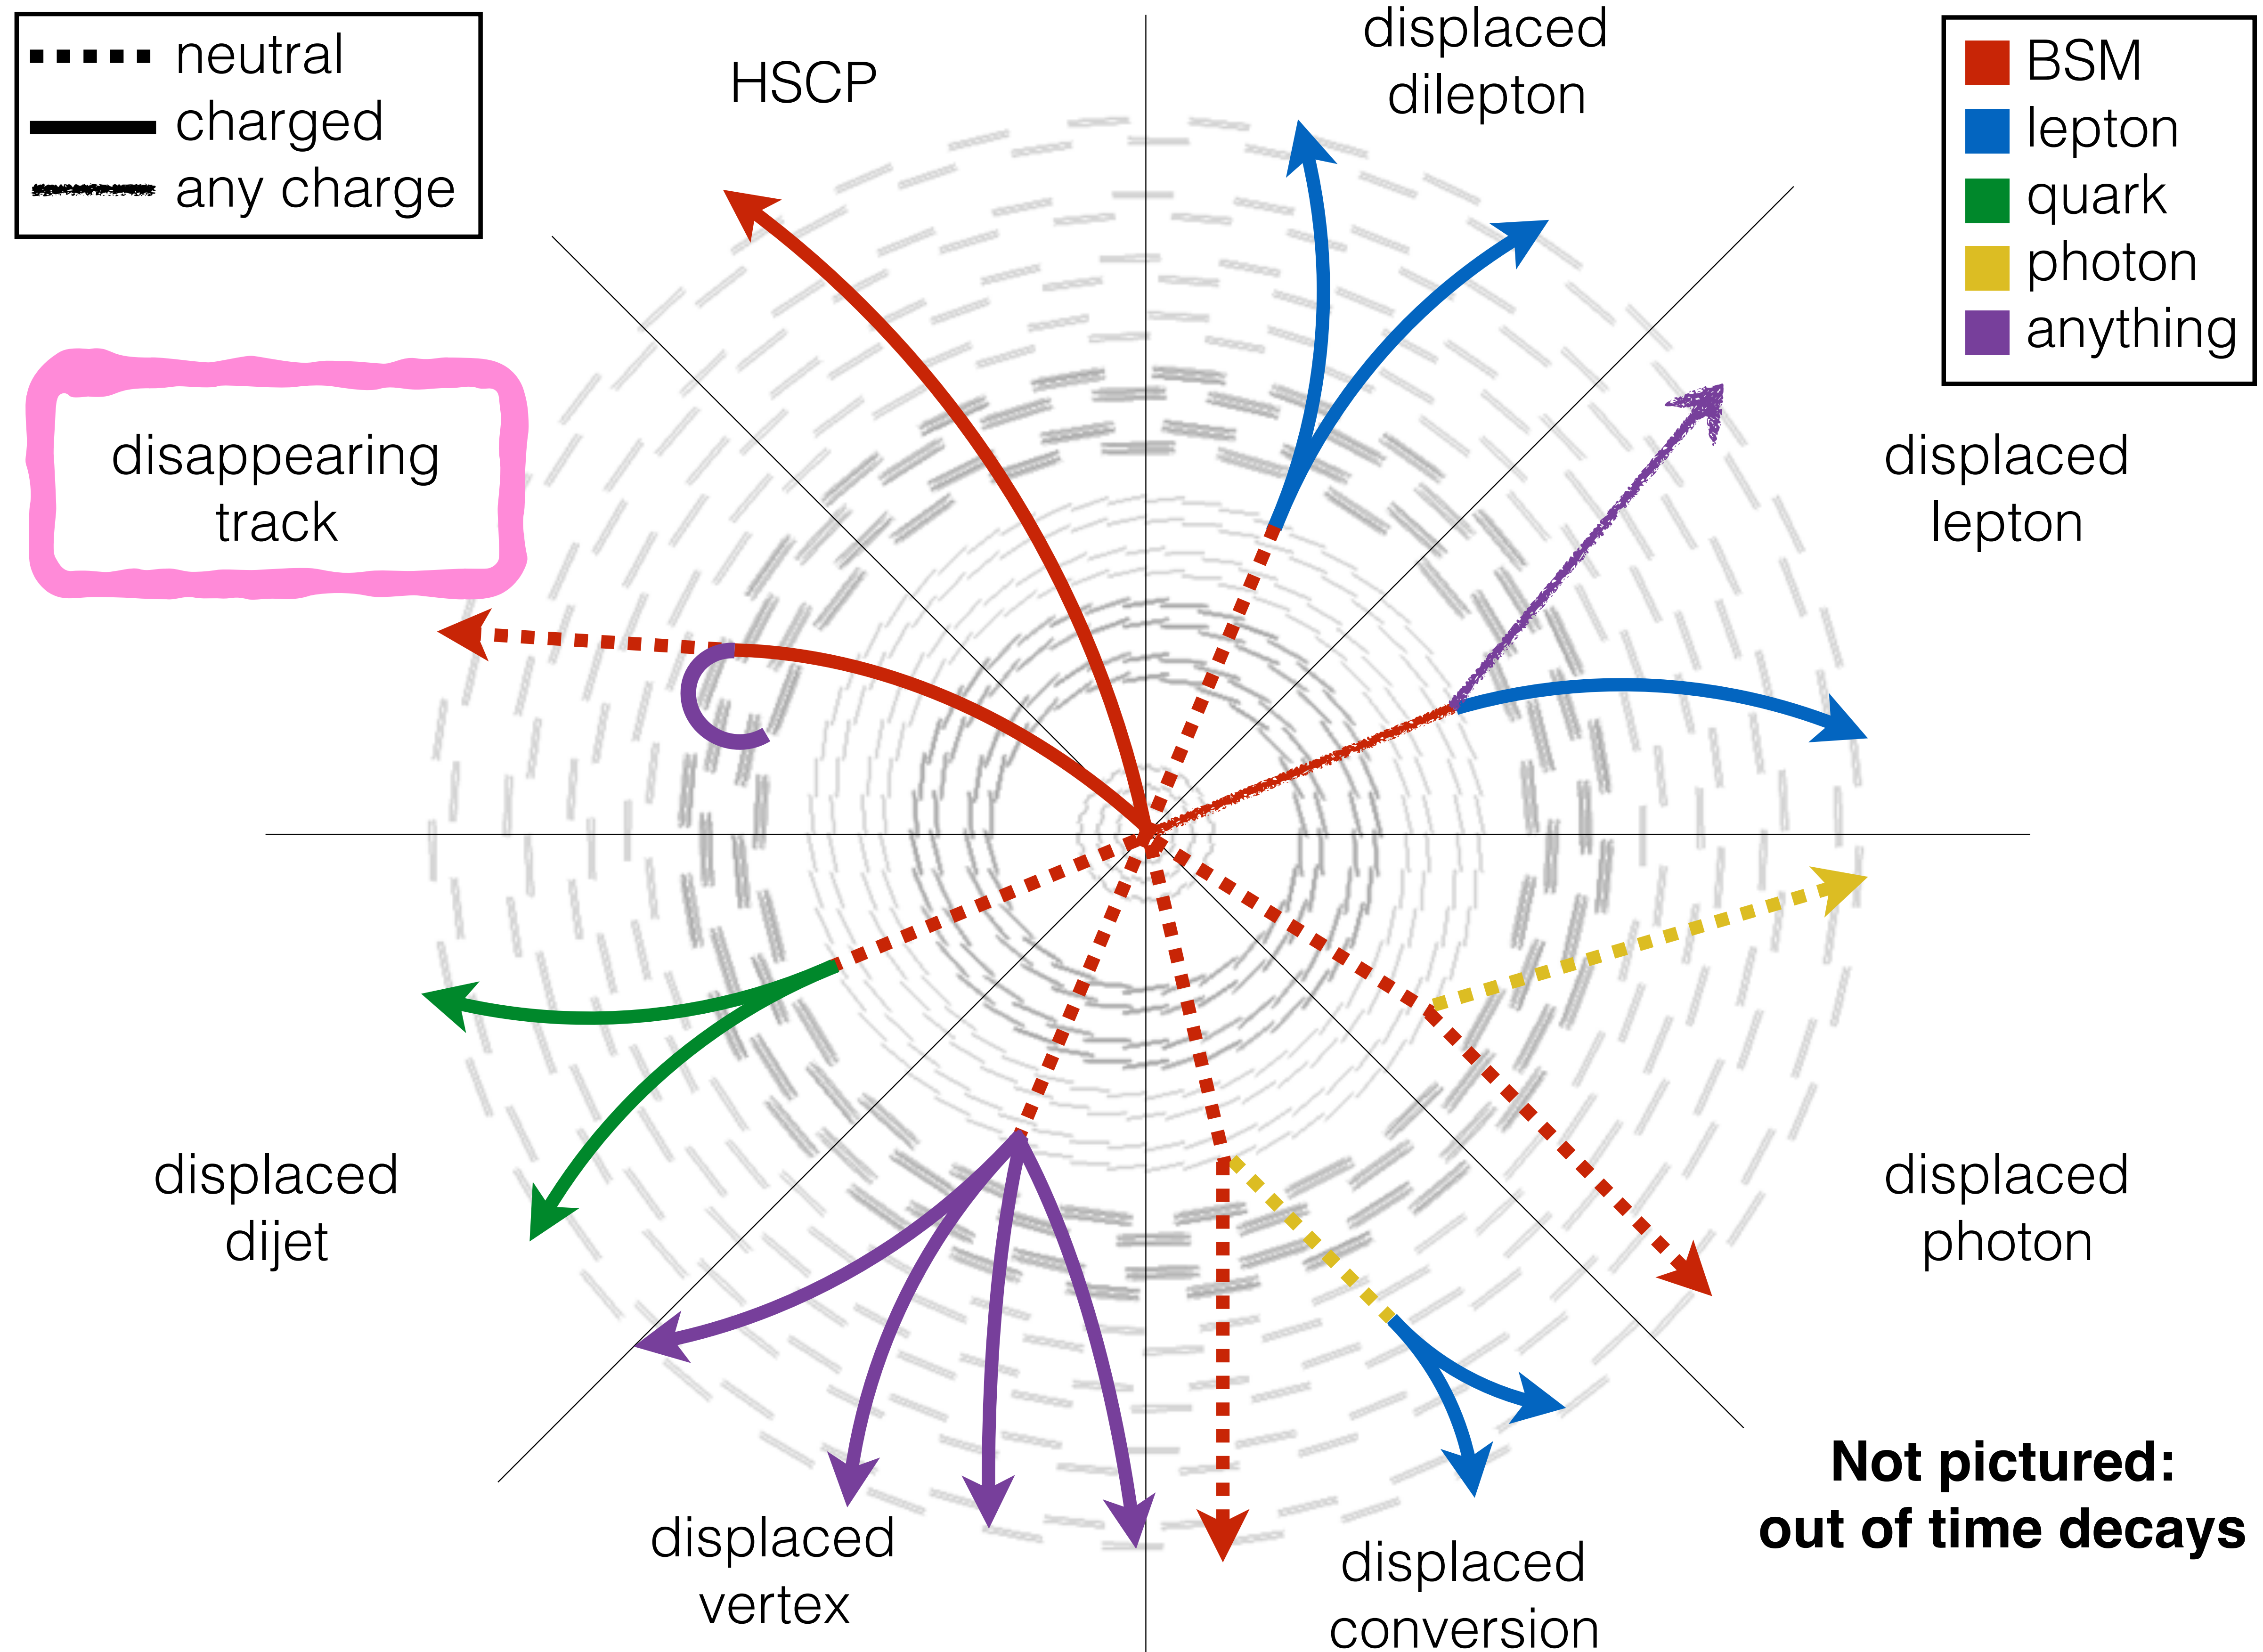 neutral
charged
any charge
HSCP
displaced
dilepton
BSM
lepton
quark
photon
anything
disappearing
track
displaced
lepton
displaced
dijet
displaced
photon
displaced
vertex
displaced
conversion
Not pictured:
out of time decays